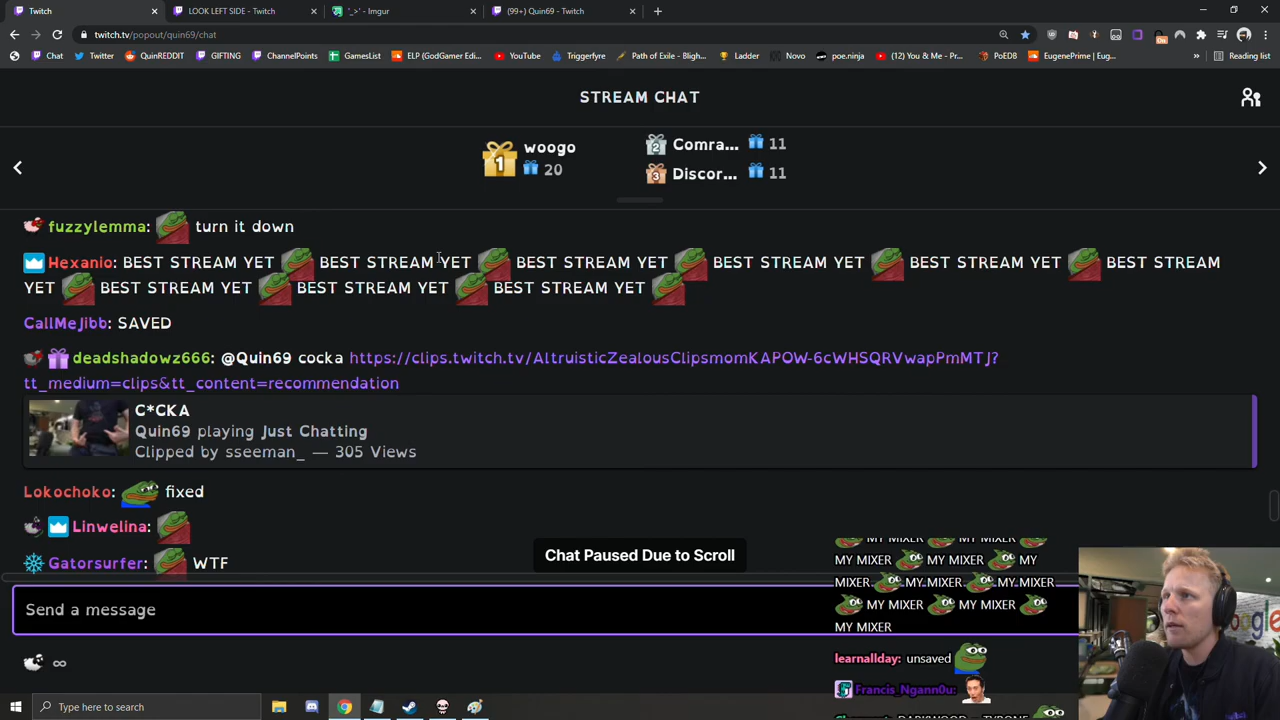 Twitch
LOOK LEFT SIDE - Twitch
'_>' - Imgur
(99+) Quin69 - Twitch
twitch.tv/popout/quin69/chat
Chat
Twitter
QuinREDDIT
GIFTING
ChannelPoints
GamesList
ELP (GodGamer Edi...
YouTube
Triggerfyre
Path of Exile - Bligh...
Ladder
Novo
poe.ninja
(12) You & Me - Pri...
PoEDB
EugenePrime | Eug...
Reading list
STREAM CHAT
1
woogo
20
2
Comra...
11
3
Discor...
11
fuzzylemma: turn it down
Hexanio: BEST STREAM YET BEST STREAM YET BEST STREAM YET BEST STREAM YET BEST STREAM YET BEST STREAM
YET BEST STREAM YET BEST STREAM YET BEST STREAM YET
CallMeJibb: SAVED
deadshadowz666: @Quin69 cocka https://clips.twitch.tv/AltruisticZealousClipsmomKAPOW-6cWHSQRVwapPmMTJ?
tt_medium=clips&tt_content=recommendation
C*CKA
Quin69 playing Just Chatting
Clipped by sseeman_ — 305 Views
Lokochoko: fixed
Linwelina:
Gatorsurfer: WTF
Chat Paused Due to Scroll
Send a message
∞
MY MIXER MY MIXER MY
MIXER MY MIXER MY MIXER
MY MIXER MY MIXER
MY MIXER
learnallday: unsaved
Francis_Ngann0u:
Type here to search